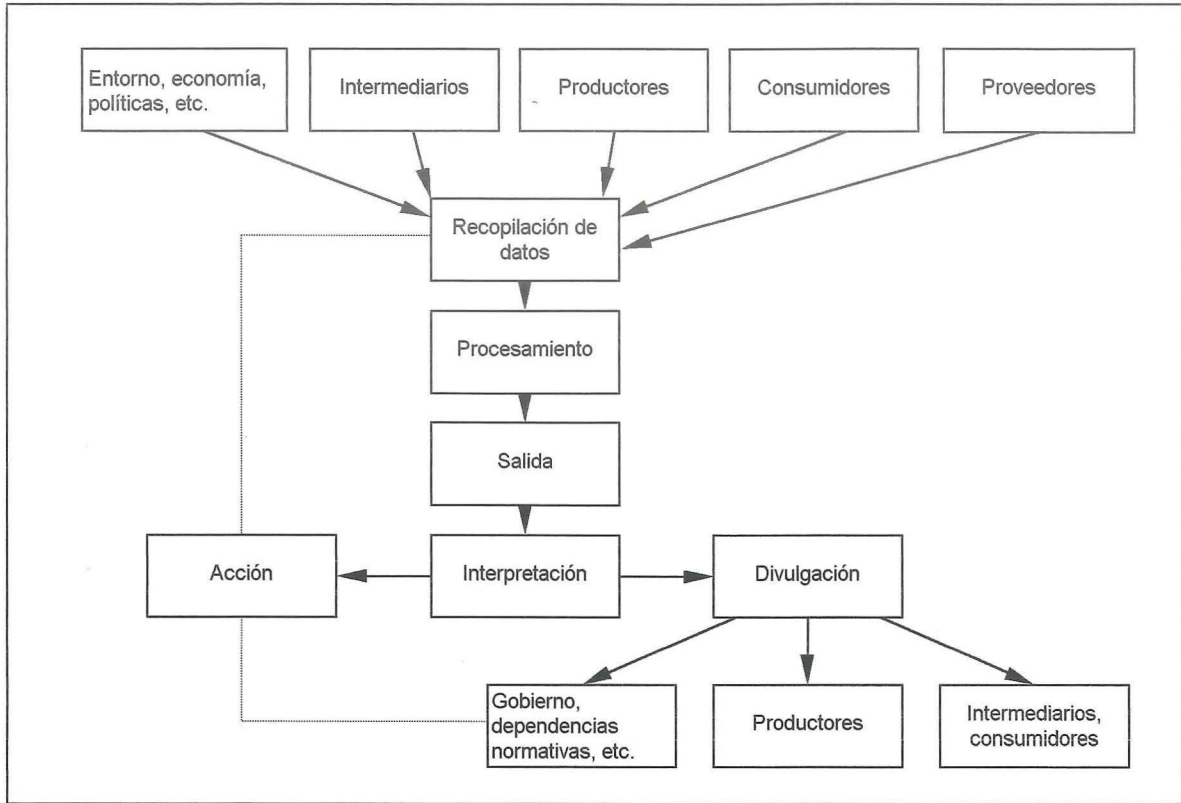 Entorno, economía,
políticas, etc.
Intermediarios
Productores
Consumidores
Proveedores
Recopilación de
datos
Procesamiento
Salida
Acción
Interpretación
Divulgación
Gobierno,
dependencias
normativas, etc.
Productores
Intermediarios,
consumidores